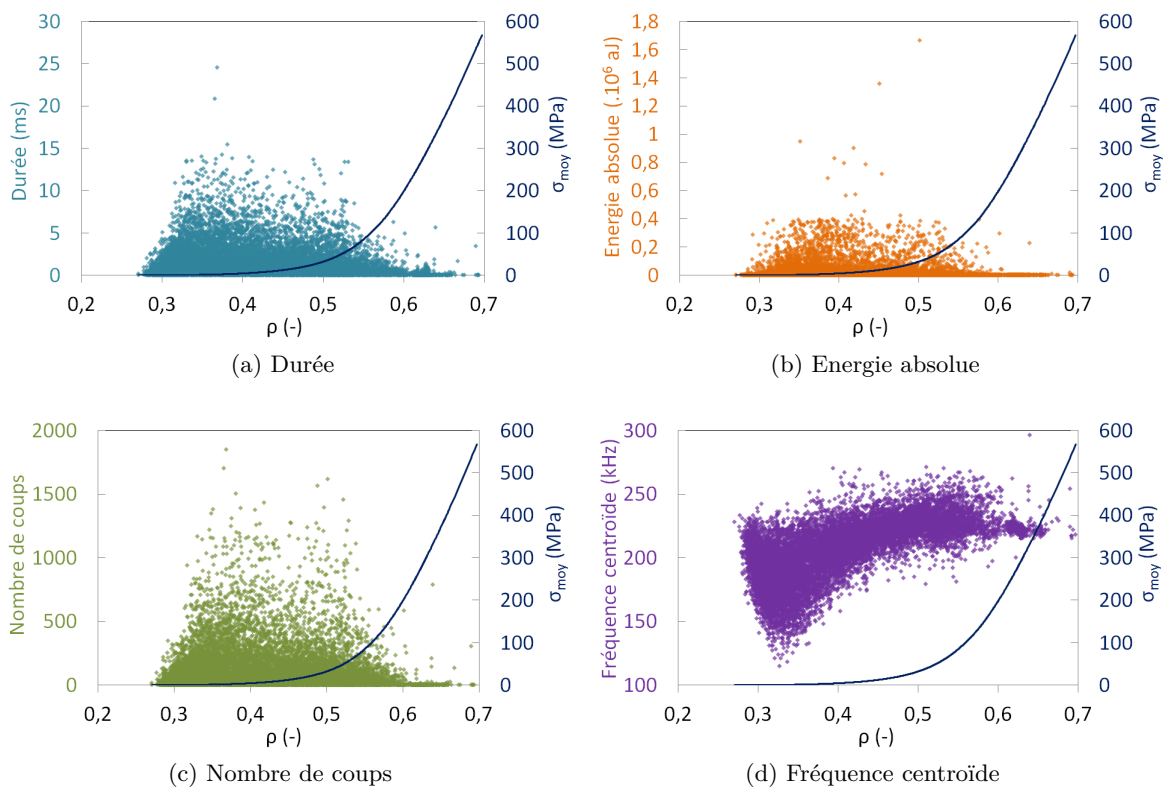 30
25
20
15
10
5
0
Durée (ms)
600
500
400
300
200
100
0
σmoy (MPa)
0,2 0,3 0,4 0,5 0,6 0,7
ρ (-)
(a) Durée
1,8
1,6
1,4
1,2
1
0,8
0,6
0,4
0,2
0
Energie absolue (.10⁶ aJ)
600
500
400
300
200
100
0
σmoy (MPa)
0,2 0,3 0,4 0,5 0,6 0,7
ρ (-)
(b) Energie absolue
2000
1500
1000
500
0
Nombre de coups
600
500
400
300
200
100
0
σmoy (MPa)
0,2 0,3 0,4 0,5 0,6 0,7
ρ (-)
(c) Nombre de coups
300
250
200
150
100
Fréquence centroïde (kHz)
600
500
400
300
200
100
0
σmoy (MPa)
0,2 0,3 0,4 0,5 0,6 0,7
ρ (-)
(d) Fréquence centroïde